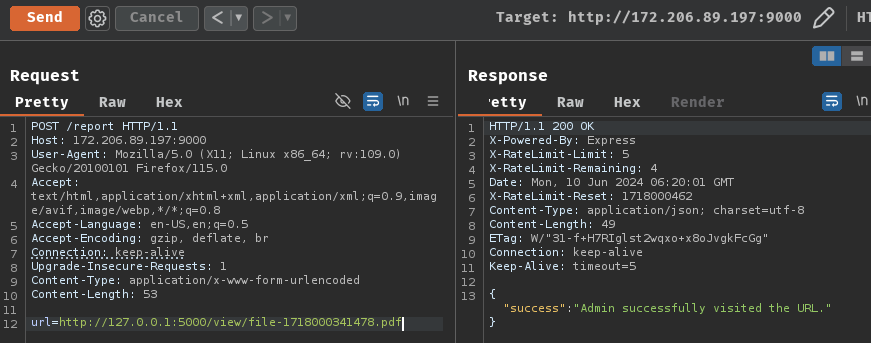 Send Cancel < > Target: http://172.206.89.197:9000 HT
Request
Pretty Raw Hex \n
1 POST /report HTTP/1.1
2 Host: 172.206.89.197:9000
3 User-Agent: Mozilla/5.0 (X11; Linux x86_64; rv:109.0)
Gecko/20100101 Firefox/115.0
4 Accept:
text/html,application/xhtml+xml,application/xml;q=0.9,imag
e/avif,image/webp,*/*;q=0.8
5 Accept-Language: en-US,en;q=0.5
6 Accept-Encoding: gzip, deflate, br
7 Connection: keep-alive
8 Upgrade-Insecure-Requests: 1
9 Content-Type: application/x-www-form-urlencoded
10 Content-Length: 53
11
12 url=http://127.0.0.1:5000/view/file-1718000341478.pdf
Response
etty Raw Hex Render \n
1 HTTP/1.1 200 OK
2 X-Powered-By: Express
3 X-RateLimit-Limit: 5
4 X-RateLimit-Remaining: 4
5 Date: Mon, 10 Jun 2024 06:20:01 GMT
6 X-RateLimit-Reset: 1718000462
7 Content-Type: application/json; charset=utf-8
8 Content-Length: 49
9 ETag: W/"31-f+H7RIglst2wqxo+x8oJvgkFcGg"
10 Connection: keep-alive
11 Keep-Alive: timeout=5
12
13 {
"success":"Admin successfully visited the URL."
}